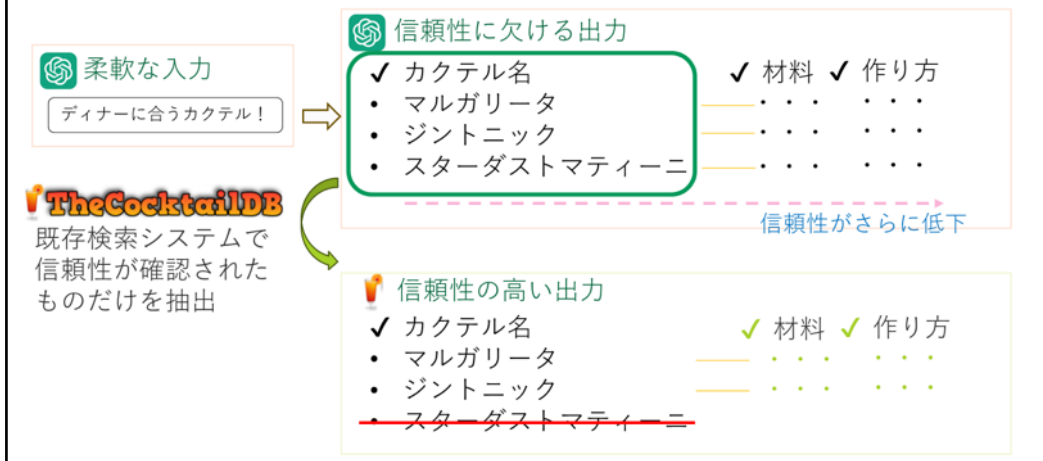 柔軟な入力
ディナーに合うカクテル！
信頼性に欠ける出力
✓ カクテル名 ✓ 材料 ✓ 作り方
• マルガリータ ・・・ ・・・
• ジントニック ・・・ ・・・
• スターダストマティーニ ・・・ ・・・
信頼性がさらに低下
TheCocktailDB
既存検索システムで
信頼性が確認された
ものだけを抽出
信頼性の高い出力
✓ カクテル名 ✓ 材料 ✓ 作り方
• マルガリータ ・・・ ・・・
• ジントニック ・・・ ・・・
• スターダストマティーニ